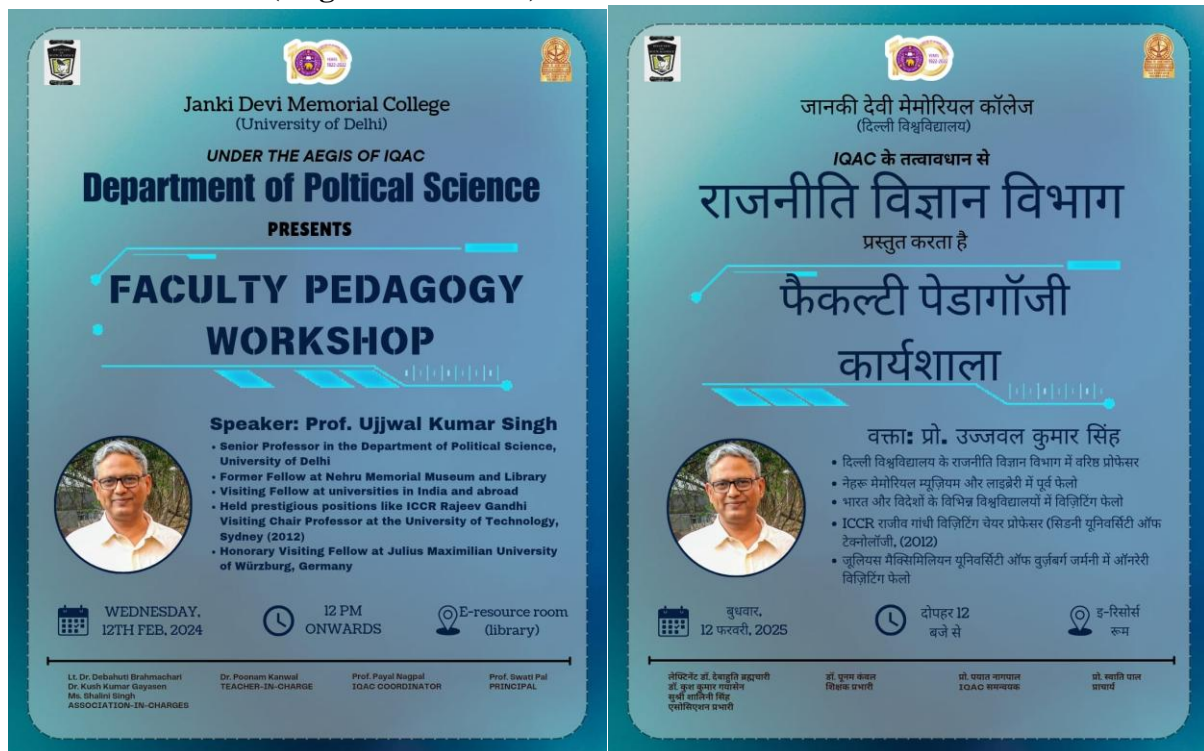 Janki Devi Memorial College
(University of Delhi)
UNDER THE AEGIS OF IQAC
Department of Poltical Science
PRESENTS
FACULTY PEDAGOGY
WORKSHOP
Speaker: Prof. Ujjwal Kumar Singh
• Senior Professor in the Department of Political Science,
University of Delhi
• Former Fellow at Nehru Memorial Museum and Library
• Visiting Fellow at universities in India and abroad
• Held prestigious positions like ICCR Rajeev Gandhi
Visiting Chair Professor at the University of Technology,
Sydney (2012)
• Honorary Visiting Fellow at Julius Maximilian University
of Würzburg, Germany
WEDNESDAY,
12TH FEB, 2024
12 PM
ONWARDS
E-resource room
(library)
Lt. Dr. Debahuti Brahmachari
Dr. Kush Kumar Gayasen
Ms. Shalini Singh
ASSOCIATION-IN-CHARGES
Dr. Poonam Kanwal
TEACHER-IN-CHARGE
Prof. Payal Nagpal
IQAC COORDINATOR
Prof. Swati Pal
PRINCIPAL
जानकी देवी मेमोरियल कॉलेज
(दिल्ली विश्वविद्यालय)
IQAC के तत्वावधान से
राजनीति विज्ञान विभाग
प्रस्तुत करता है
फैकल्टी पेडागॉजी
कार्यशाला
वक्ता: प्रो. उज्जवल कुमार सिंह
• दिल्ली विश्वविद्यालय के राजनीति विज्ञान विभाग में वरिष्ठ प्रोफेसर
• नेहरू मेमोरियल म्यूज़ियम और लाइब्रेरी में पूर्व फेलो
• भारत और विदेशों के विभिन्न विश्वविद्यालयों में विज़िटिंग फेलो
• ICCR राजीव गांधी विज़िटिंग चेयर प्रोफेसर (सिडनी यूनिवर्सिटी ऑफ
टेक्नोलॉजी, (2012)
• जूलियस मैक्सिमिलियन यूनिवर्सिटी ऑफ वुर्ज़बर्ग जर्मनी में ऑनरेरी
विज़िटिंग फेलो
बुधवार,
12 फरवरी, 2025
दोपहर 12
बजे से
इ-रिसोर्स
रूम
लेफ्टिनेंट डॉ. देबाहुति ब्रह्मचारी
डॉ. कुश कुमार गयासेन
सुश्री शालिनी सिंह
एसोसिएशन प्रभारी
डॉ. पूनम कंवल
शिक्षक प्रभारी
प्रो. पयाल नागपाल
IQAC समन्वयक
प्रो. स्वाति पाल
प्राचार्य